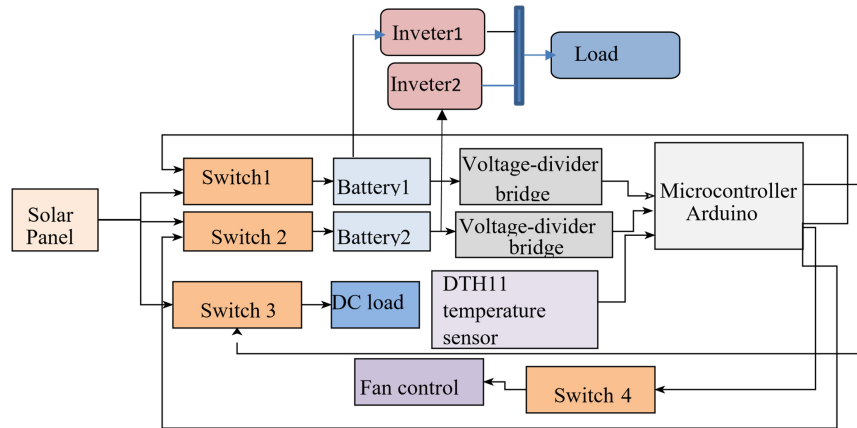 Inveter1
Load
Inveter2
Switch1
Battery1
Voltage-divider
bridge
Microcontroller
Arduino
Solar
Panel
Switch 2
Battery2
Voltage-divider
bridge
Switch 3
DC load
DTH11
temperature
sensor
Fan control
Switch 4